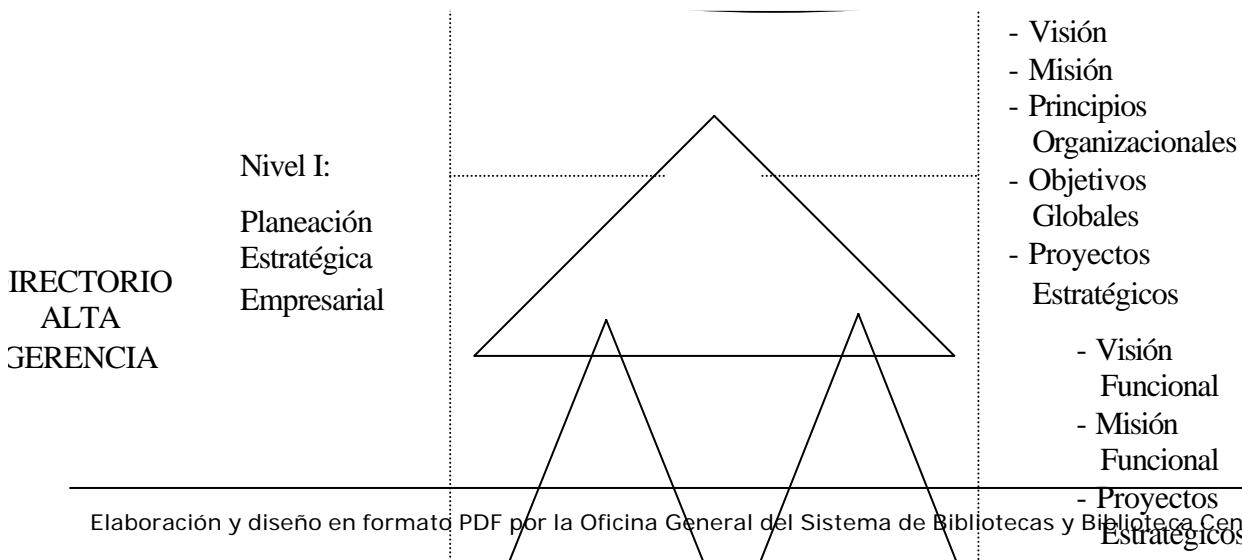 IRECTORIO
ALTA
GERENCIA
Nivel I:
Planeación
Estratégica
Empresarial
- Visión
- Misión
- Principios
Organizacionales
- Objetivos
Globales
- Proyectos
Estratégicos
- Visión
Funcional
- Misión
Funcional
- Proyectos
Estratégicos
Elaboración y diseño en formato PDF por la Oficina General del Sistema de Bibliotecas y Biblioteca Cen